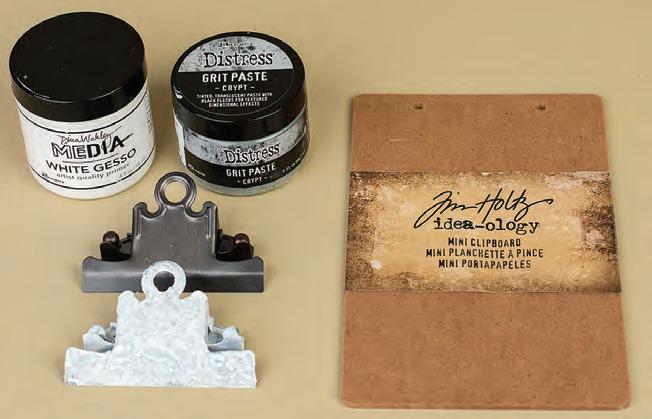 Dina Wakley
MEDIA
WHITE GESSO
artist quality primer
Ranger
Distress
GRIT PASTE
- CRYPT -
TINTED, TRANSLUCENT PASTE WITH
BLACK FLECKS FOR TEXTURED
DIMENSIONAL EFFECTS
Distress
GRIT PASTE
- CRYPT -
Tim Holtz
idea-ology
MINI CLIPBOARD
MINI PLANCHETTE À PINCE
MINI PORTAPAPELES